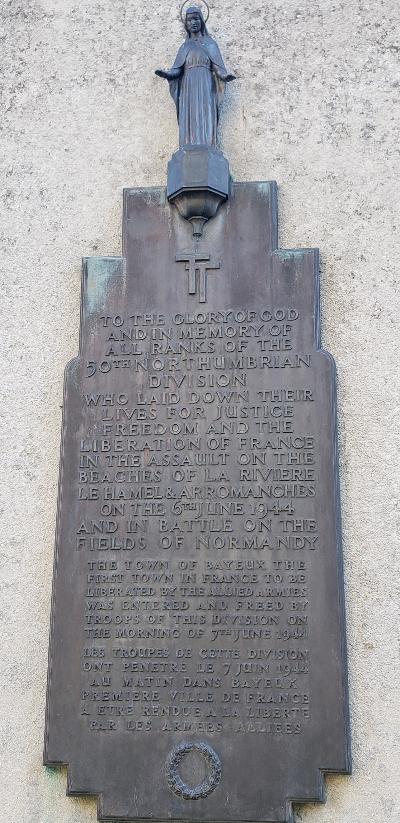 TO THE GLORY OF GOD
AND IN MEMORY OF
ALL RANKS OF THE
50TH NORTHUMBRIAN
DIVISION
WHO LAID DOWN THEIR
LIVES FOR JUSTICE
FREEDOM AND THE
LIBERATION OF FRANCE
IN THE ASSAULT ON THE
BEACHES OF LA RIVIERE
LE HAMEL & ARROMANCHES
ON THE 6TH JUNE 1944
AND IN BATTLE ON THE
FIELDS OF NORMANDY
THE TOWN OF BAYEUX THE
FIRST TOWN IN FRANCE TO BE
LIBERATED BY THE ALLIED ARMIES
WAS ENTERED AND FREED BY
TROOPS OF THIS DIVISION ON
THE MORNING OF 7TH JUNE 1944
LES TROUPES DE CETTE DIVISION
ONT PENETRE LE 7 JUIN 1944
AU MATIN DANS BAYEUX
PREMIERE VILLE DE FRANCE
A ETRE RENDUE A LA LIBERTE
PAR LES ARMEES ALLIEES